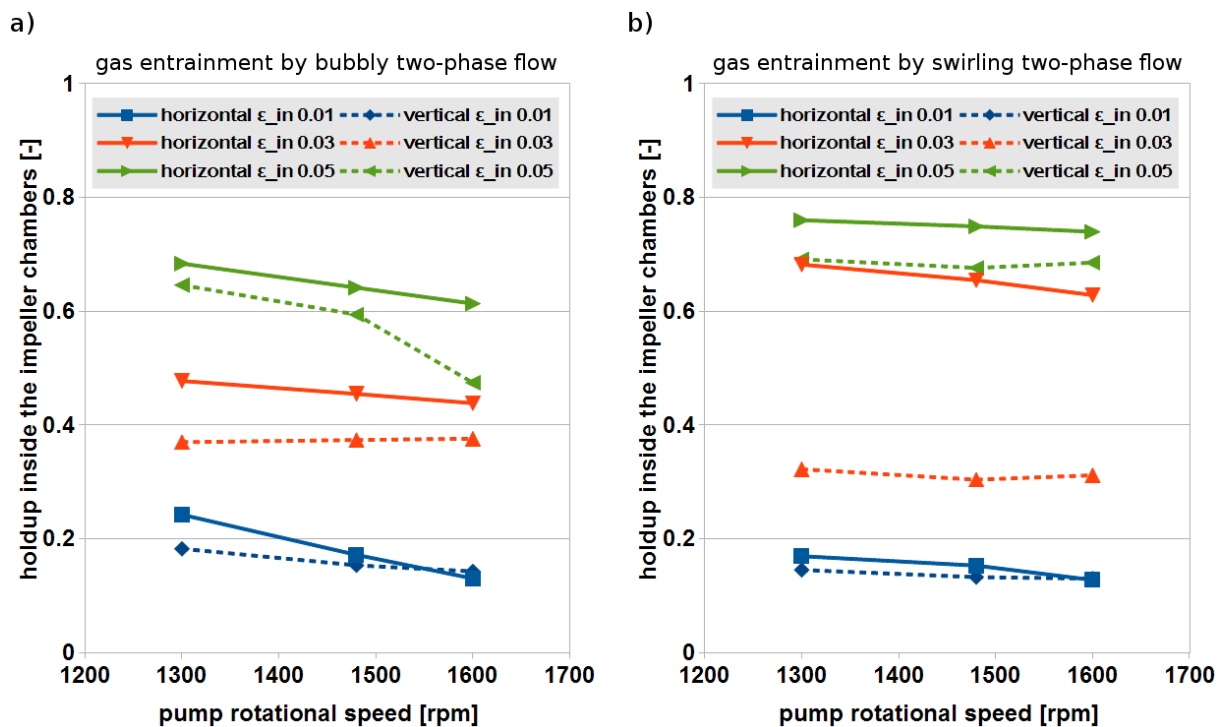 a)
gas entrainment by bubbly two-phase flow
holdup inside the impeller chambers [-]
1
0.8
0.6
0.4
0.2
0
horizontal ε_in 0.01 vertical ε_in 0.01
horizontal ε_in 0.03 vertical ε_in 0.03
horizontal ε_in 0.05 vertical ε_in 0.05
1200 1300 1400 1500 1600 1700
pump rotational speed [rpm]
b)
gas entrainment by swirling two-phase flow
holdup inside the impeller chambers [-]
1
0.8
0.6
0.4
0.2
0
horizontal ε_in 0.01 vertical ε_in 0.01
horizontal ε_in 0.03 vertical ε_in 0.03
horizontal ε_in 0.05 vertical ε_in 0.05
1200 1300 1400 1500 1600 1700
pump rotational speed [rpm]